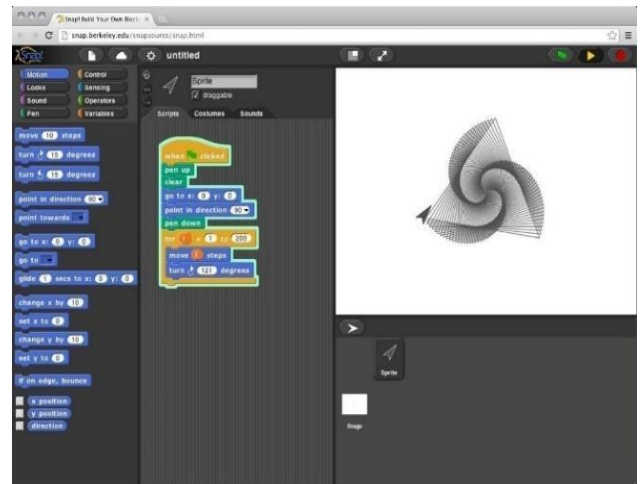 Snap! Build Your Own Block
snap.berkeley.edu/snapsource/snap.html
Snap!
untitled
Motion Control
Looks Sensing
Sound Operators
Pen Variables
Sprite
draggable
Scripts Costumes Sounds
move 10 steps
turn 15 degrees
turn 15 degrees
point in direction 90
point towards
go to x: 0 y: 0
go to
glide 1 secs to x: 0 y: 0
change x by 10
set x to 0
change y by 10
set y to 0
if on edge, bounce
x position
y position
direction
when clicked
pen up
clear
go to x: 0 y: 0
point in direction 90
pen down
for i = 1 to 200
move i steps
turn 121 degrees
Sprite
Stage